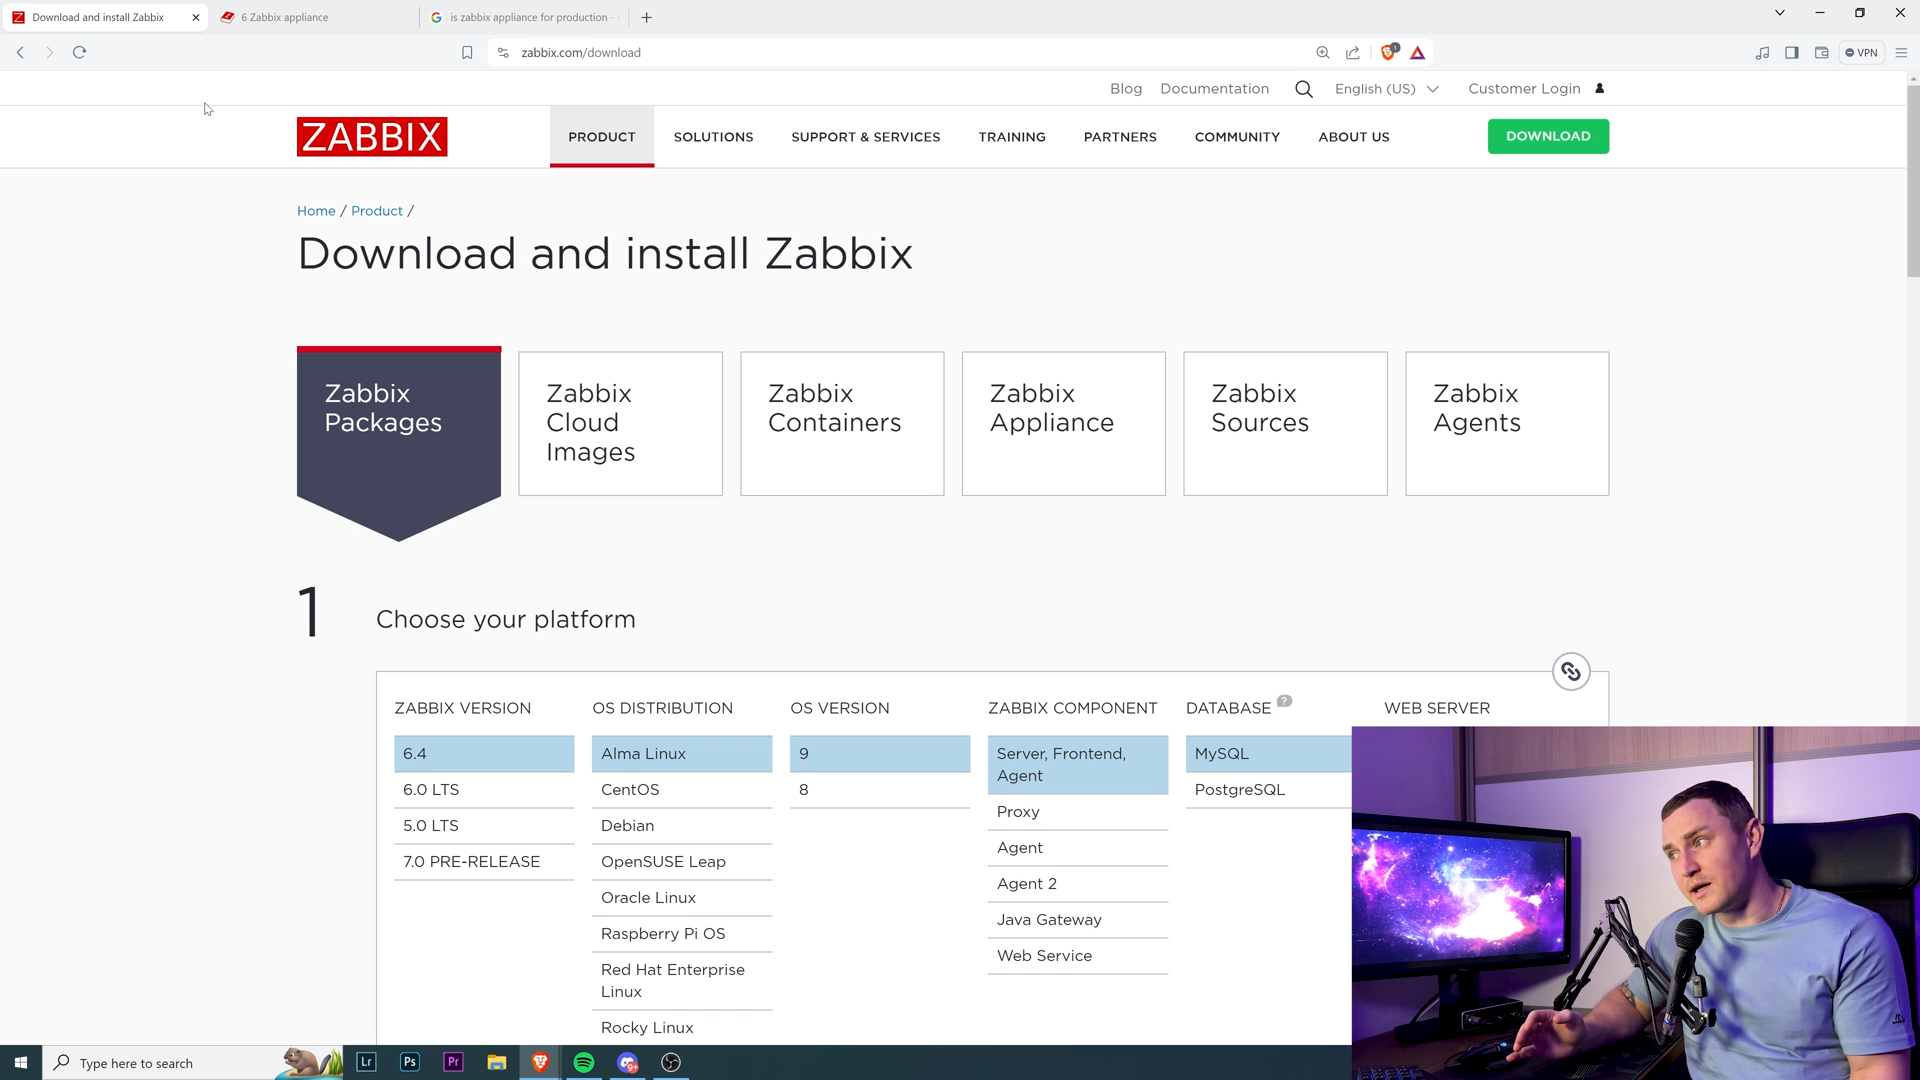 Download and install Zabbix
6 Zabbix appliance
is zabbix appliance for production -
zabbix.com/download
1
VPN
Blog
Documentation
English (US)
Customer Login
ZABBIX
PRODUCT
SOLUTIONS
SUPPORT & SERVICES
TRAINING
PARTNERS
COMMUNITY
ABOUT US
DOWNLOAD
Home / Product /
Download and install Zabbix
Zabbix
Packages
Zabbix
Cloud
Images
Zabbix
Containers
Zabbix
Appliance
Zabbix
Sources
Zabbix
Agents
1
Choose your platform
ZABBIX VERSION
6.4
6.0 LTS
5.0 LTS
7.0 PRE-RELEASE
OS DISTRIBUTION
Alma Linux
CentOS
Debian
OpenSUSE Leap
Oracle Linux
Raspberry Pi OS
Red Hat Enterprise
Linux
Rocky Linux
OS VERSION
9
8
ZABBIX COMPONENT
Server, Frontend,
Agent
Proxy
Agent
Agent 2
Java Gateway
Web Service
DATABASE ?
MySQL
PostgreSQL
WEB SERVER
Type here to search
Lr
Ps
Pr
9+